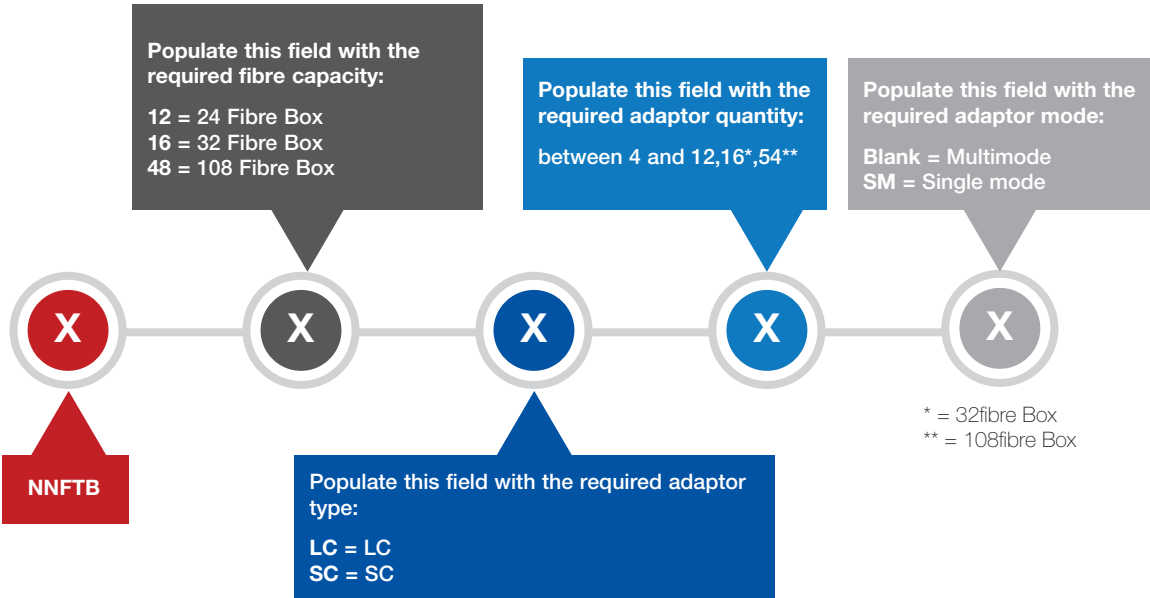 Populate this field with the
required fibre capacity:
12 = 24 Fibre Box
16 = 32 Fibre Box
48 = 108 Fibre Box
Populate this field with the
required adaptor quantity:
between 4 and 12,16*,54**
Populate this field with the
required adaptor mode:
Blank = Multimode
SM = Single mode
X
X
X
X
X
* = 32fibre Box
** = 108fibre Box
NNFTB
Populate this field with the required adaptor
type:
LC = LC
SC = SC